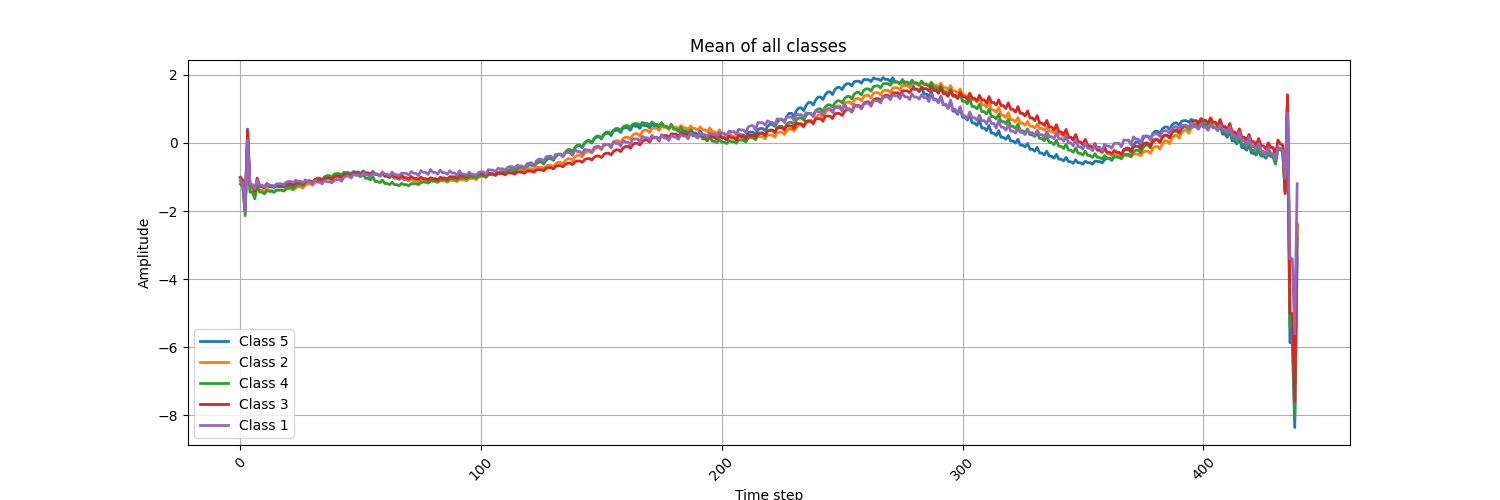 Mean of all classes
Amplitude
2
0
−2
−4
−6
−8
Class 5
Class 2
Class 4
Class 3
Class 1
0
100
200
300
400
Time step